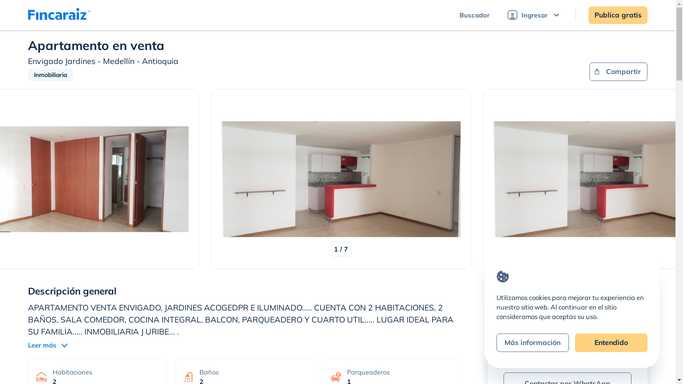 Fincaraiz
Buscador
Ingresar
Publica gratis
Apartamento en venta
Envigado Jardines - Medellín - Antioquia
Inmobiliaria
Compartir
1 / 7
Descripción general
APARTAMENTO VENTA ENVIGADO, JARDINES ACOGEDPR E ILUMINADO..... CUENTA CON 2 HABITACIONES, 2
BAÑOS, SALA COMEDOR, COCINA INTEGRAL, BALCON, PARQUEADERO Y CUARTO UTIL..... LUGAR IDEAL PARA
SU FAMILIA..... INMOBILIARIA J URIBE... .
Leer más
Habitaciones
2
Baños
2
Parqueaderos
1
Utilizamos cookies para mejorar tu experiencia en
nuestro sitio web. Al continuar en el sitio
consideramos que aceptas su uso.
Más información
Entendido
Contactar por WhatsApp